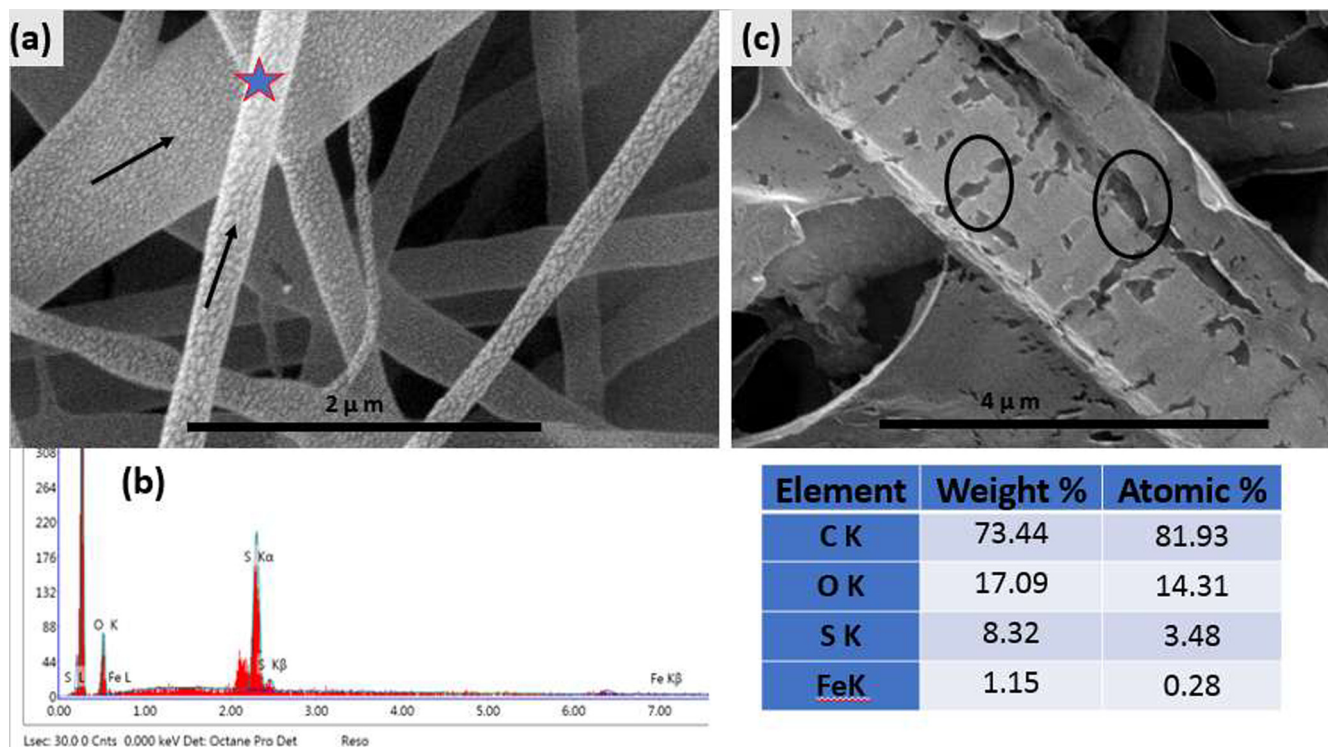 (a)
2 μ m
(c)
4 μ m
(b)
308
264
220
176
132
88
44
0
S Kα
O K
S Kβ
S L
Fe L
Fe Kβ
0.00 1.00 2.00 3.00 4.00 5.00 6.00 7.00
Lsec: 30.0 0 Cnts 0.000 keV Det: Octane Pro Det Reso
Element Weight % Atomic %
C K 73.44 81.93
O K 17.09 14.31
S K 8.32 3.48
FeK 1.15 0.28